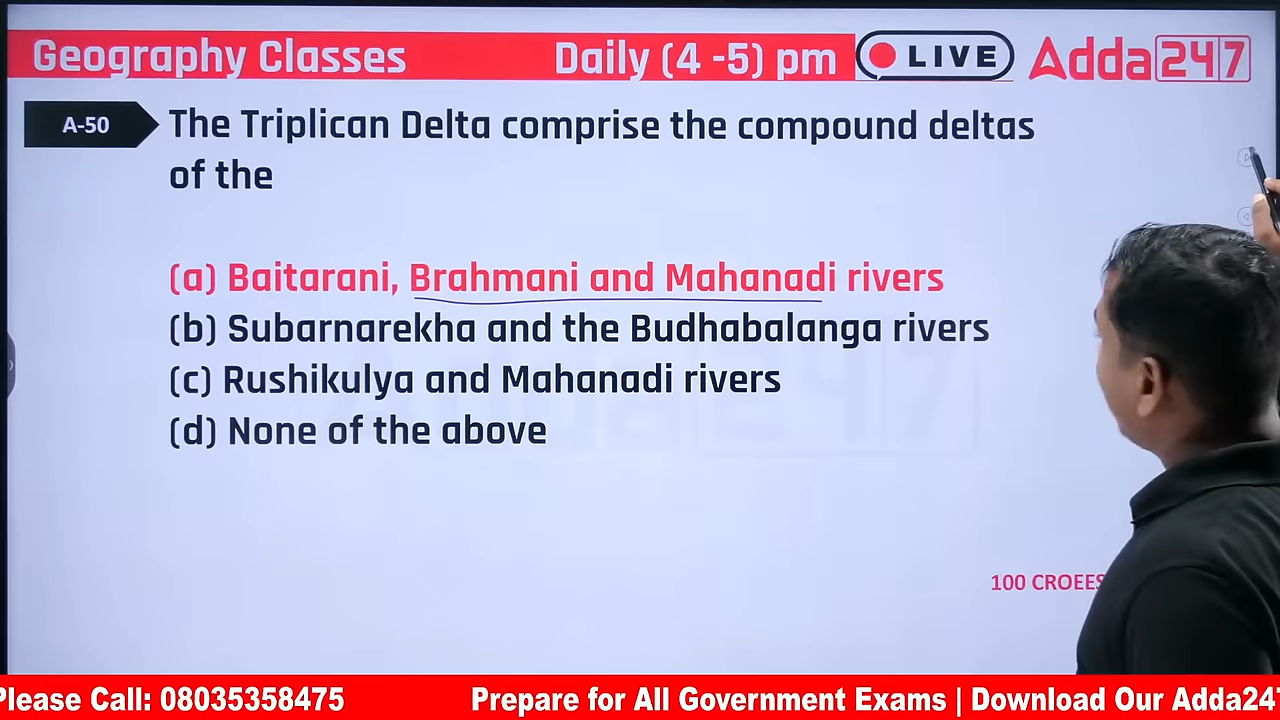 Geography Classes Daily (4 -5) pm LIVE Adda247
A-50 The Triplican Delta comprise the compound deltas
of the
(a) Baitarani, Brahmani and Mahanadi rivers
(b) Subarnarekha and the Budhabalanga rivers
(c) Rushikulya and Mahanadi rivers
(d) None of the above
100 CROEES
Please Call: 08035358475 Prepare for All Government Exams | Download Our Adda247